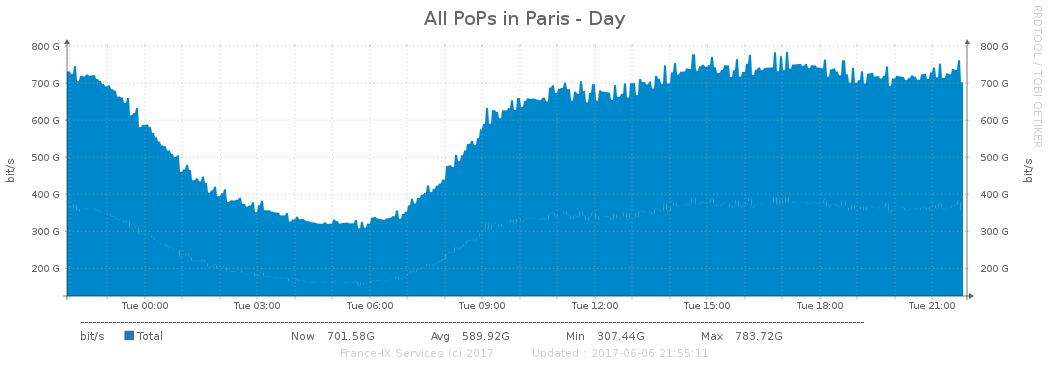 All PoPs in Paris - Day
RRDTOOL / TOBI OETIKER
800 G 800 G
700 G 700 G
600 G 600 G
500 G 500 G
400 G 400 G
300 G 300 G
200 G 200 G
bit/s
bit/s
Tue 00:00 Tue 03:00 Tue 06:00 Tue 09:00 Tue 12:00 Tue 15:00 Tue 18:00 Tue 21:00
bit/s Total Now 701.58G Avg 589.92G Min 307.44G Max 783.72G
France-IX Services (c) 2017 Updated : 2017-06-06 21:55:11